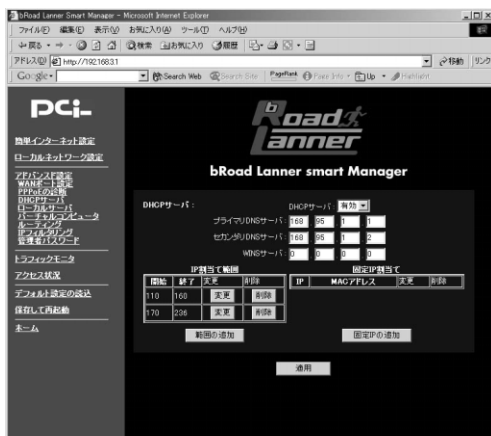 bRoad Lanner Smart Manager - Microsoft Internet Explorer
ファイル(F) 編集(E) 表示(V) お気に入り(A) ツール(T) ヘルプ(H)
戻る 検索 お気に入り 履歴
アドレス(D) http://192.168.3.1 移動 リンク
Google Search Web Search Site PageRank Page Info Up Highlight
PCi
bRoad Lanner
bRoad Lanner smart Manager
簡単インターネット設定
ローカルネットワーク設定
アドバンスド設定
WANポート設定
PPPoEの診断
DHCPサーバ
ローカルサーバ
バーチャルコンピュータ
ルーティング
IPフィルタリング
管理者パスワード
トラフィックモニタ
アクセス状況
デフォルト設定の読込
保存して再起動
ホーム
DHCPサーバ: DHCPサーバ: 有効
プライマリDNSサーバ: 168 . 95 . 1 . 1
セカンダリDNSサーバ: 168 . 95 . 1 . 2
WINSサーバ: 0 . 0 . 0 . 0
IP割当て範囲
開始 終了 変更 削除
110 160 変更 削除
170 236 変更 削除
範囲の追加
固定IP割当て
IP MACアドレス 変更 削除
固定IPの追加
適用